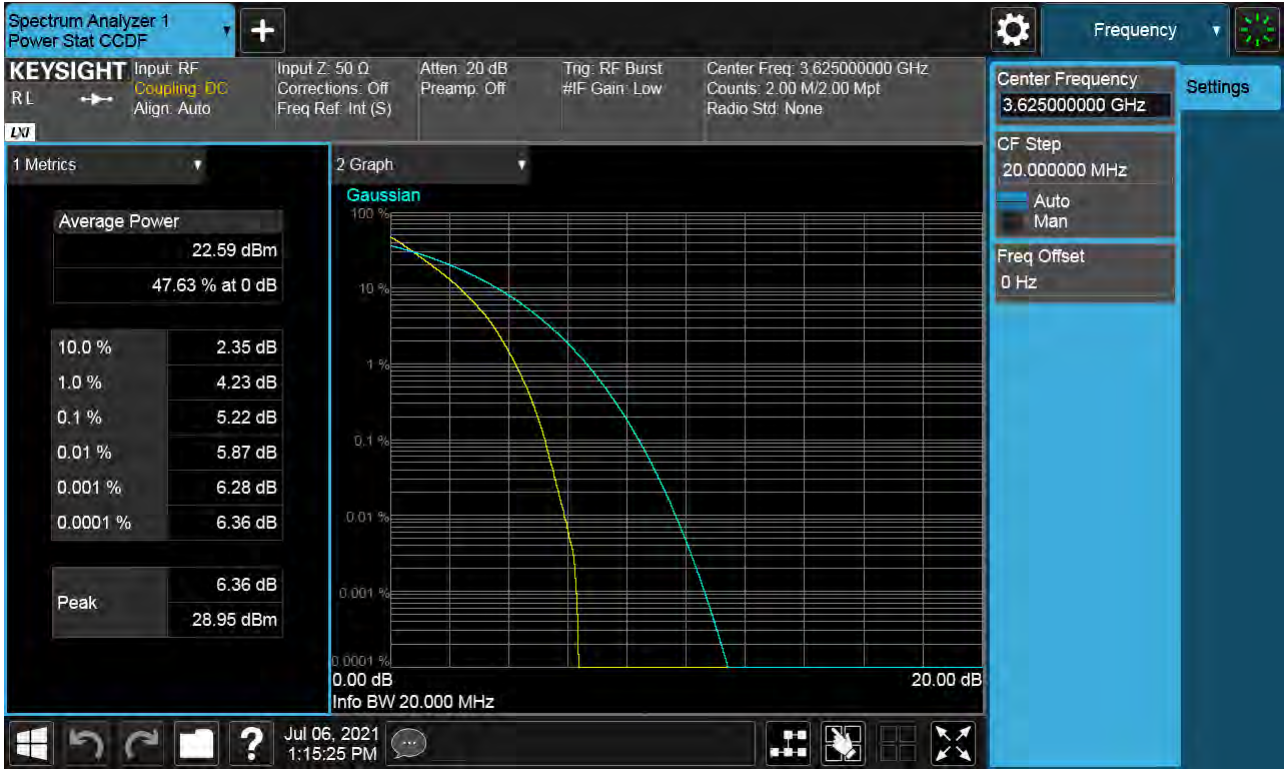 Spectrum Analyzer 1
Power Stat CCDF
Frequency
KEYSIGHT
RL
LXI
Input: RF
Coupling: DC
Align: Auto
Input Z: 50 Ω
Corrections: Off
Freq Ref: Int (S)
Atten: 20 dB
Preamp: Off
Trig: RF Burst
#IF Gain: Low
Center Freq: 3.625000000 GHz
Counts: 2.00 M/2.00 Mpt
Radio Std: None
Center Frequency
3.625000000 GHz
Settings
CF Step
20.000000 MHz
Auto
Man
Freq Offset
0 Hz
1 Metrics
Average Power
22.59 dBm
47.63 % at 0 dB
10.0 % 2.35 dB
1.0 % 4.23 dB
0.1 % 5.22 dB
0.01 % 5.87 dB
0.001 % 6.28 dB
0.0001 % 6.36 dB
Peak
6.36 dB
28.95 dBm
2 Graph
Gaussian
100 %
10 %
1 %
0.1 %
0.01 %
0.001 %
0.0001 %
0.00 dB 20.00 dB
Info BW 20.000 MHz
?
Jul 06, 2021
1:15:25 PM